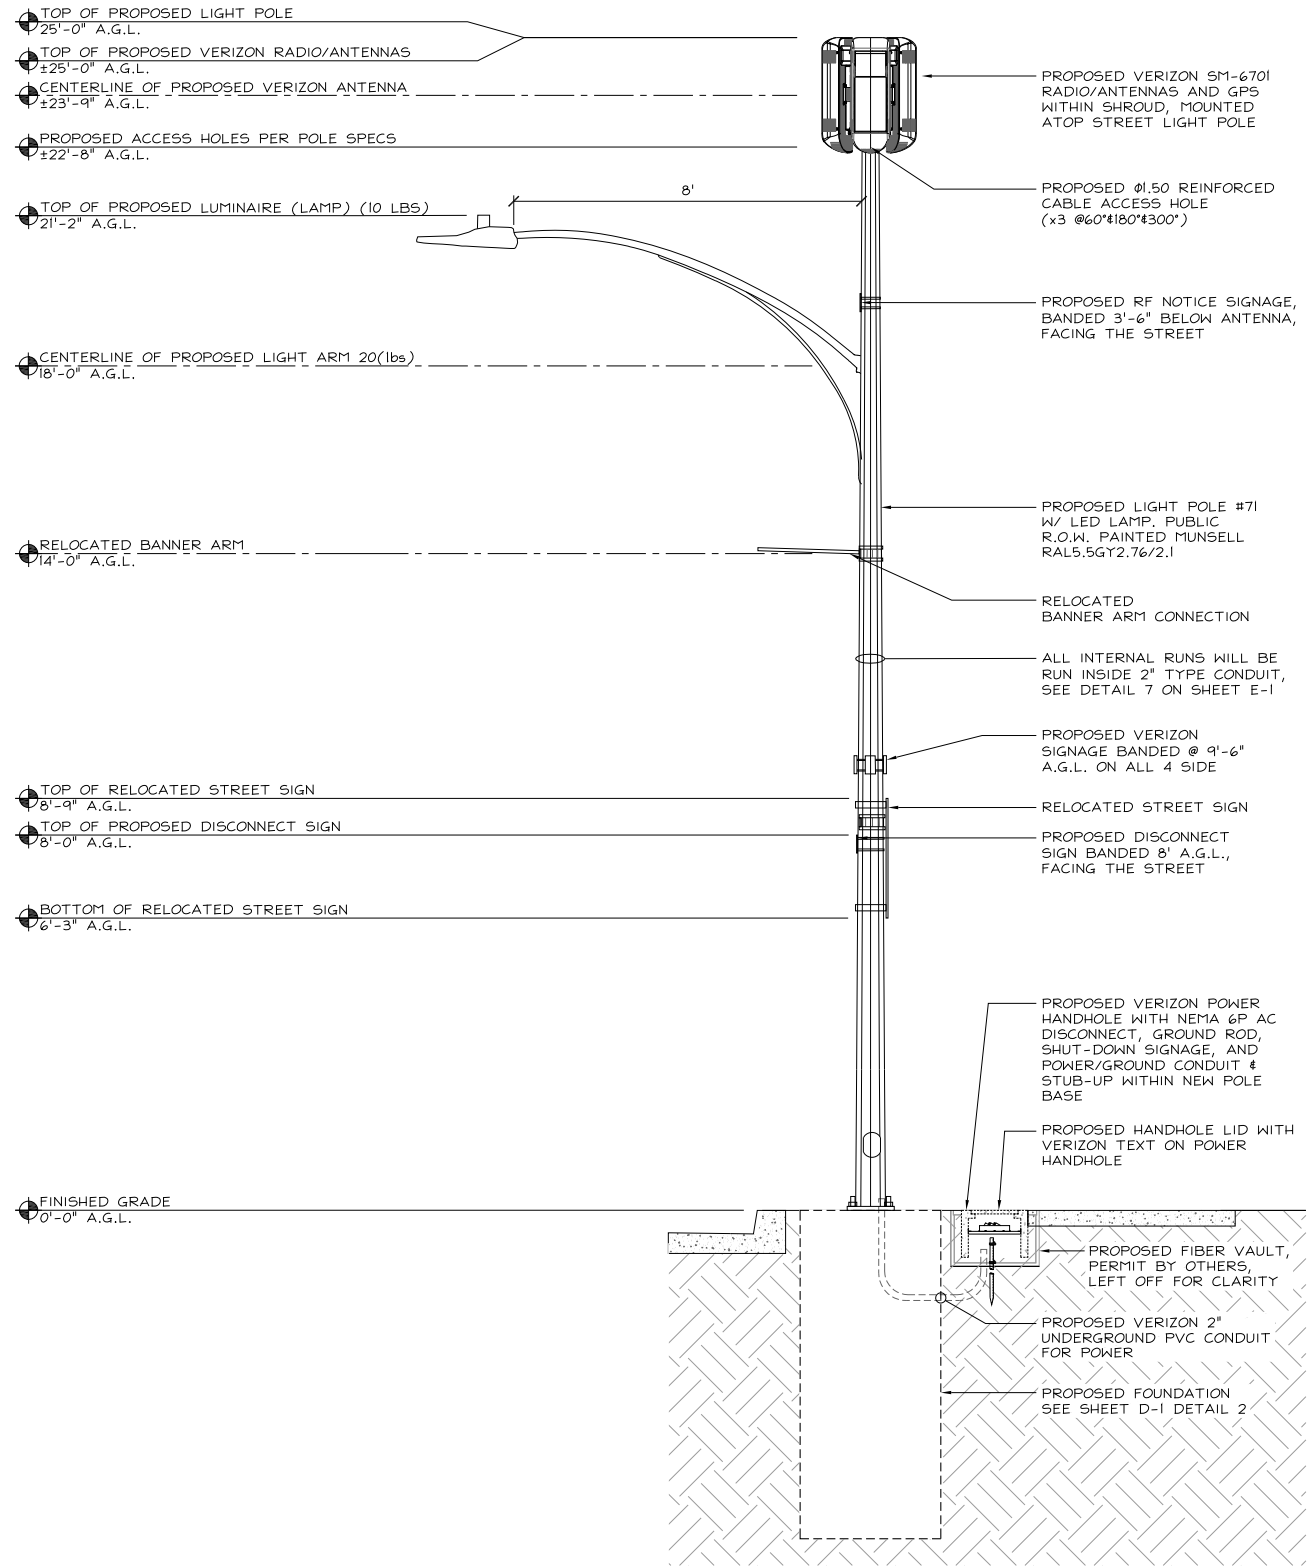 TOP OF PROPOSED LIGHT POLE
25'-0" A.G.L.
TOP OF PROPOSED VERIZON RADIO/ANTENNAS
±25'-0" A.G.L.
CENTERLINE OF PROPOSED VERIZON ANTENNA
±23'-9" A.G.L.
PROPOSED ACCESS HOLES PER POLE SPECS
±22'-8" A.G.L.
TOP OF PROPOSED LUMINAIRE (LAMP) (10 LBS)
21'-2" A.G.L.
8'
CENTERLINE OF PROPOSED LIGHT ARM 20(lbs)
18'-0" A.G.L.
RELOCATED BANNER ARM
14'-0" A.G.L.
TOP OF RELOCATED STREET SIGN
8'-9" A.G.L.
TOP OF PROPOSED DISCONNECT SIGN
8'-0" A.G.L.
BOTTOM OF RELOCATED STREET SIGN
6'-3" A.G.L.
FINISHED GRADE
0'-0" A.G.L.
PROPOSED VERIZON SM-6701
RADIO/ANTENNAS AND GPS
WITHIN SHROUD, MOUNTED
ATOP STREET LIGHT POLE
PROPOSED Ø1.50 REINFORCED
CABLE ACCESS HOLE
(x3 @60°&180°&300°)
PROPOSED RF NOTICE SIGNAGE,
BANDED 3'-6" BELOW ANTENNA,
FACING THE STREET
PROPOSED LIGHT POLE #71
W/ LED LAMP. PUBLIC
R.O.W. PAINTED MUNSELL
RAL5.5GY2.76/2.1
RELOCATED
BANNER ARM CONNECTION
ALL INTERNAL RUNS WILL BE
RUN INSIDE 2" TYPE CONDUIT,
SEE DETAIL 7 ON SHEET E-1
PROPOSED VERIZON
SIGNAGE BANDED @ 9'-6"
A.G.L. ON ALL 4 SIDE
RELOCATED STREET SIGN
PROPOSED DISCONNECT
SIGN BANDED 8' A.G.L.,
FACING THE STREET
PROPOSED VERIZON POWER
HANDHOLE WITH NEMA 6P AC
DISCONNECT, GROUND ROD,
SHUT-DOWN SIGNAGE, AND
POWER/GROUND CONDUIT &
STUB-UP WITHIN NEW POLE
BASE
PROPOSED HANDHOLE LID WITH
VERIZON TEXT ON POWER
HANDHOLE
PROPOSED FIBER VAULT,
PERMIT BY OTHERS,
LEFT OFF FOR CLARITY
PROPOSED VERIZON 2"
UNDERGROUND PVC CONDUIT
FOR POWER
PROPOSED FOUNDATION
SEE SHEET D-1 DETAIL 2